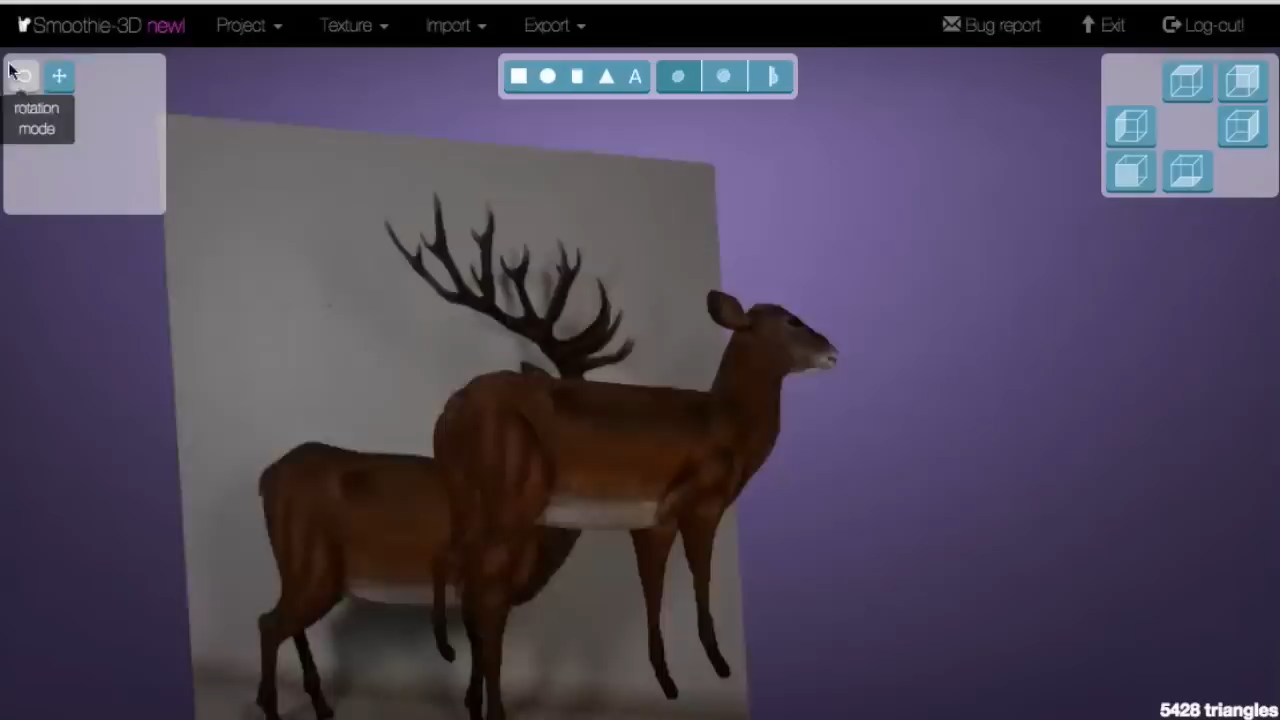 Smoothie-3D new! Project Texture Import Export Bug report Exit Log-out!
A
rotation
mode
5428 triangles